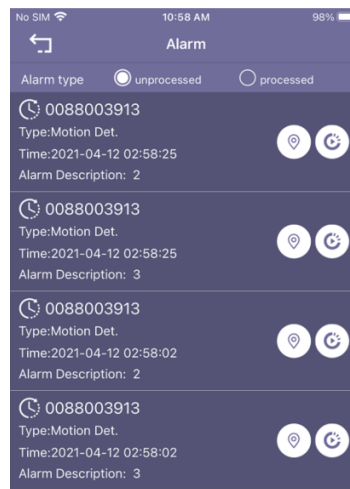 No SIM 10:58 AM 98%
Alarm
Alarm type unprocessed processed
0088003913
Type:Motion Det.
Time:2021-04-12 02:58:25
Alarm Description: 2
0088003913
Type:Motion Det.
Time:2021-04-12 02:58:25
Alarm Description: 3
0088003913
Type:Motion Det.
Time:2021-04-12 02:58:02
Alarm Description: 2
0088003913
Type:Motion Det.
Time:2021-04-12 02:58:02
Alarm Description: 3